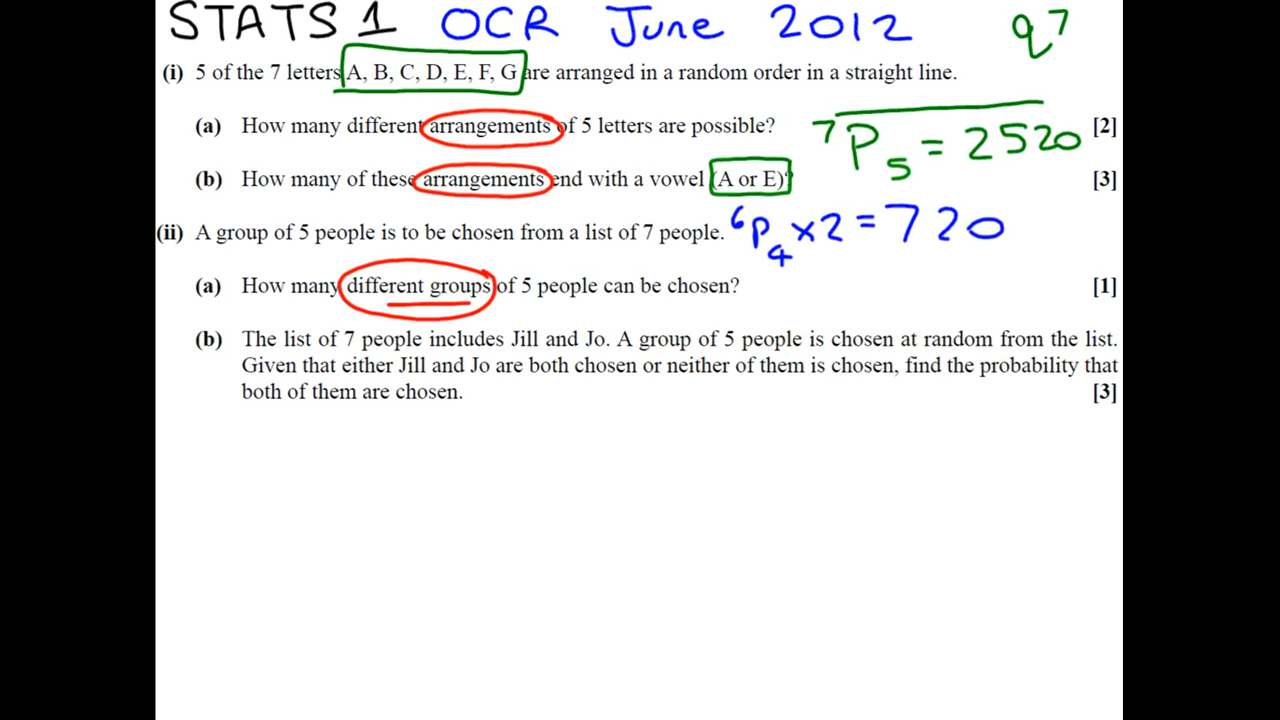 STATS 1 OCR June 2012 q7
(i) 5 of the 7 letters A, B, C, D, E, F, G are arranged in a random order in a straight line.
(a) How many different arrangements of 5 letters are possible? ⁷P₅ = 2520 [2]
(b) How many of these arrangements end with a vowel (A or E)? [3]
(ii) A group of 5 people is to be chosen from a list of 7 people. ⁶P₄ × 2 = 720
(a) How many different groups of 5 people can be chosen? [1]
(b) The list of 7 people includes Jill and Jo. A group of 5 people is chosen at random from the list.
Given that either Jill and Jo are both chosen or neither of them is chosen, find the probability that
both of them are chosen. [3]